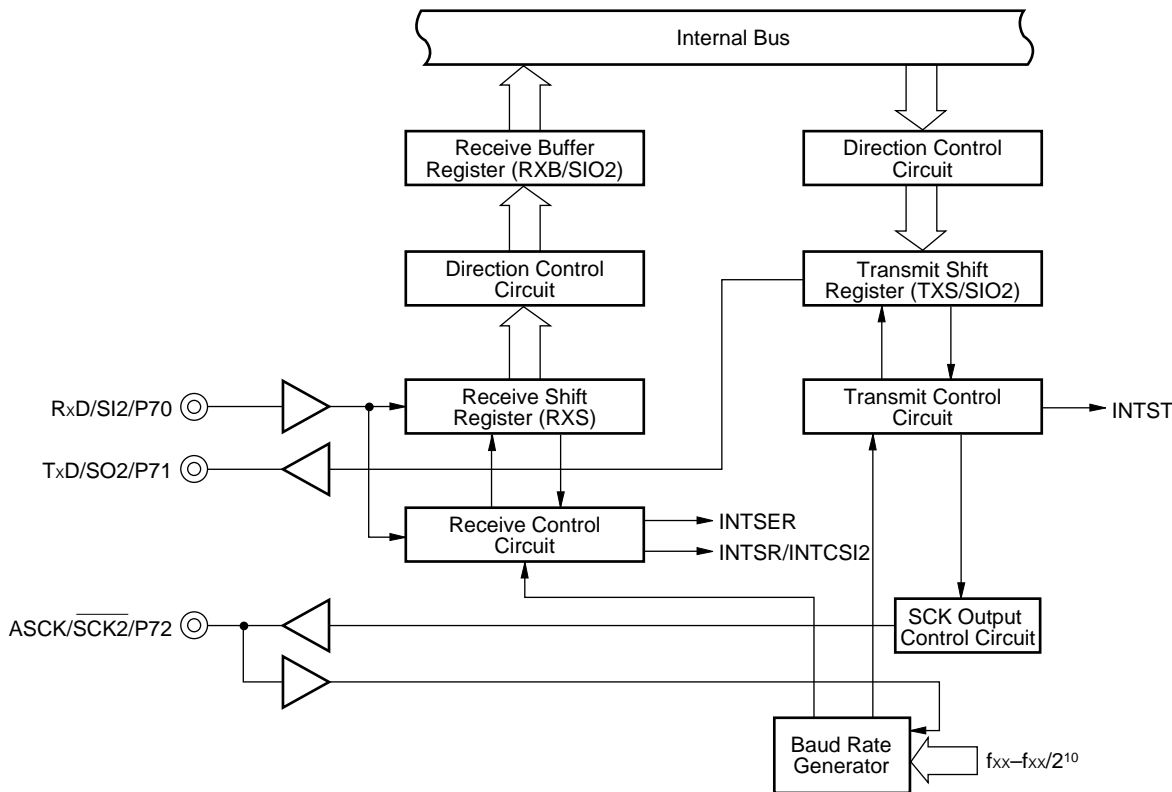 Internal Bus
Receive Buffer
Register (RXB/SIO2)
Direction Control
Circuit
Direction Control
Circuit
Transmit Shift
Register (TXS/SIO2)
RxD/SI2/P70
Receive Shift
Register (RXS)
Transmit Control
Circuit
INTST
TxD/SO2/P71
Receive Control
Circuit
INTSER
INTSR/INTCSI2
ASCK/S̅C̅K̅2̅/P72
SCK Output
Control Circuit
Baud Rate
Generator
fxx–fxx/2¹⁰